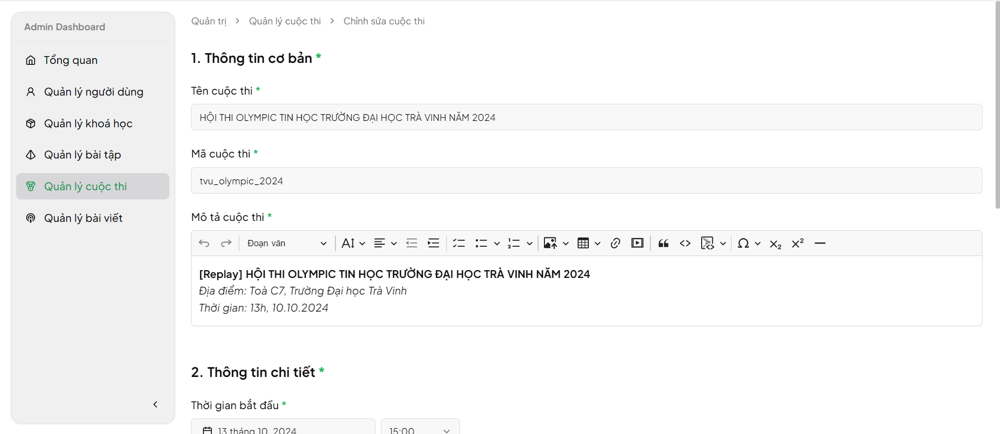 Admin Dashboard
Tổng quan
Quản lý người dùng
Quản lý khoá học
Quản lý bài tập
Quản lý cuộc thi
Quản lý bài viết
Quản trị > Quản lý cuộc thi > Chỉnh sửa cuộc thi
1. Thông tin cơ bản *
Tên cuộc thi *
HỘI THI OLYMPIC TIN HỌC TRƯỜNG ĐẠI HỌC TRÀ VINH NĂM 2024
Mã cuộc thi *
tvu_olympic_2024
Mô tả cuộc thi *
Đoạn văn
[Replay] HỘI THI OLYMPIC TIN HỌC TRƯỜNG ĐẠI HỌC TRÀ VINH NĂM 2024
Địa điểm: Toà C7, Trường Đại học Trà Vinh
Thời gian: 13h, 10.10.2024
2. Thông tin chi tiết *
Thời gian bắt đầu *
13 tháng 10, 2024 15:00